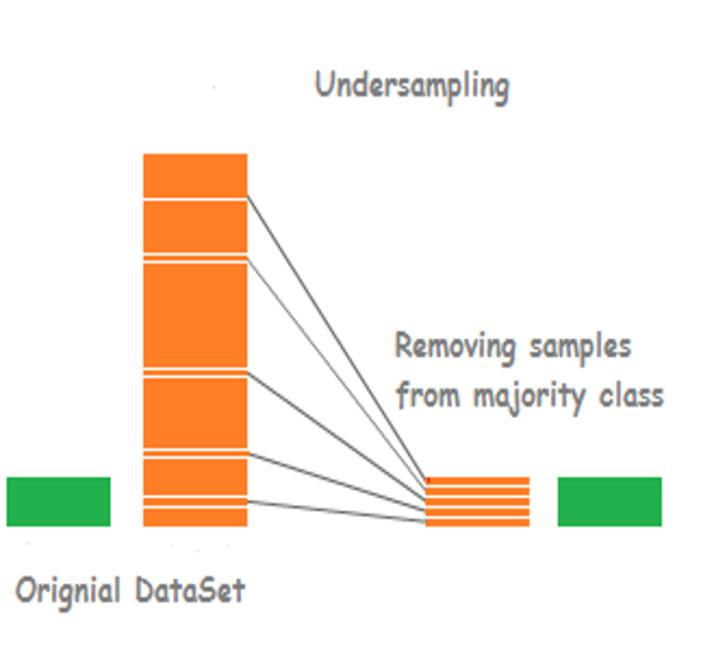 Undersampling
Removing samples
from majority class
Orignial DataSet